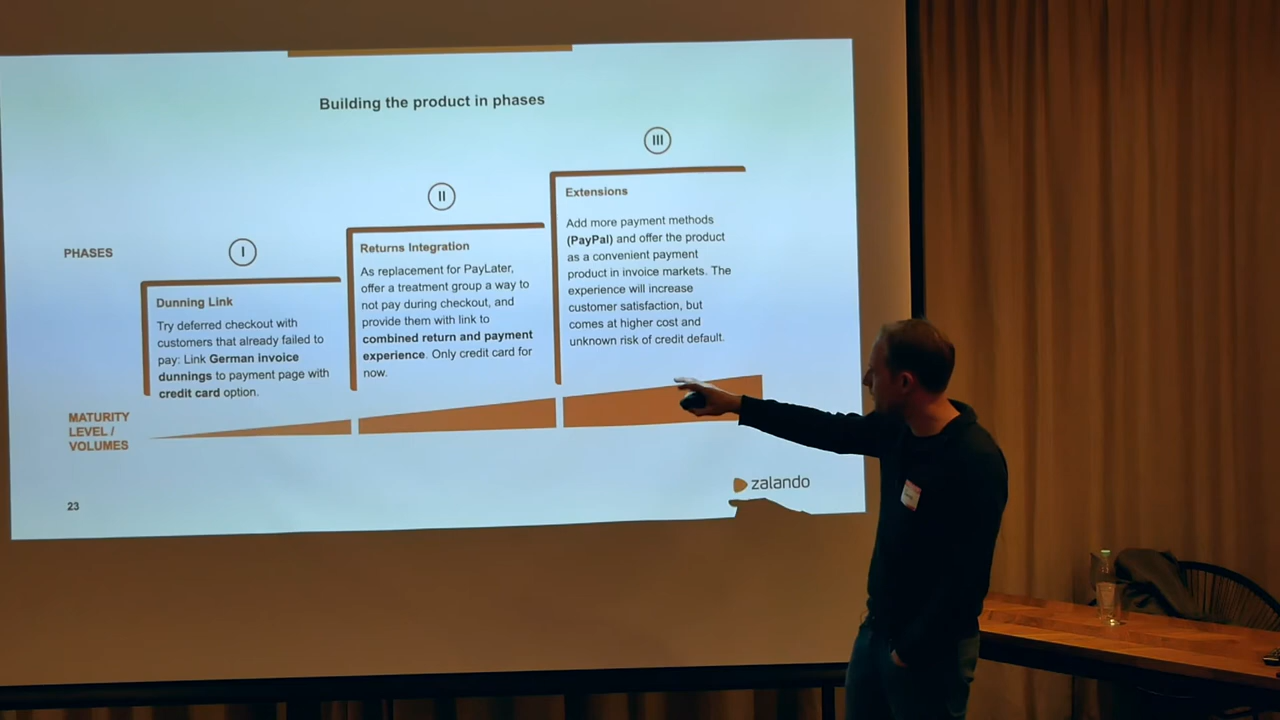 Building the product in phases
PHASES
I
Dunning Link
Try deferred checkout with
customers that already failed to
pay: Link German invoice
dunnings to payment page with
credit card option.
II
Returns Integration
As replacement for PayLater,
offer a treatment group a way to
not pay during checkout, and
provide them with link to
combined return and payment
experience. Only credit card for
now.
III
Extensions
Add more payment methods
(PayPal) and offer the product
as a convenient payment
product in invoice markets. The
experience will increase
customer satisfaction, but
comes at higher cost and
unknown risk of credit default.
MATURITY
LEVEL /
VOLUMES
zalando
23